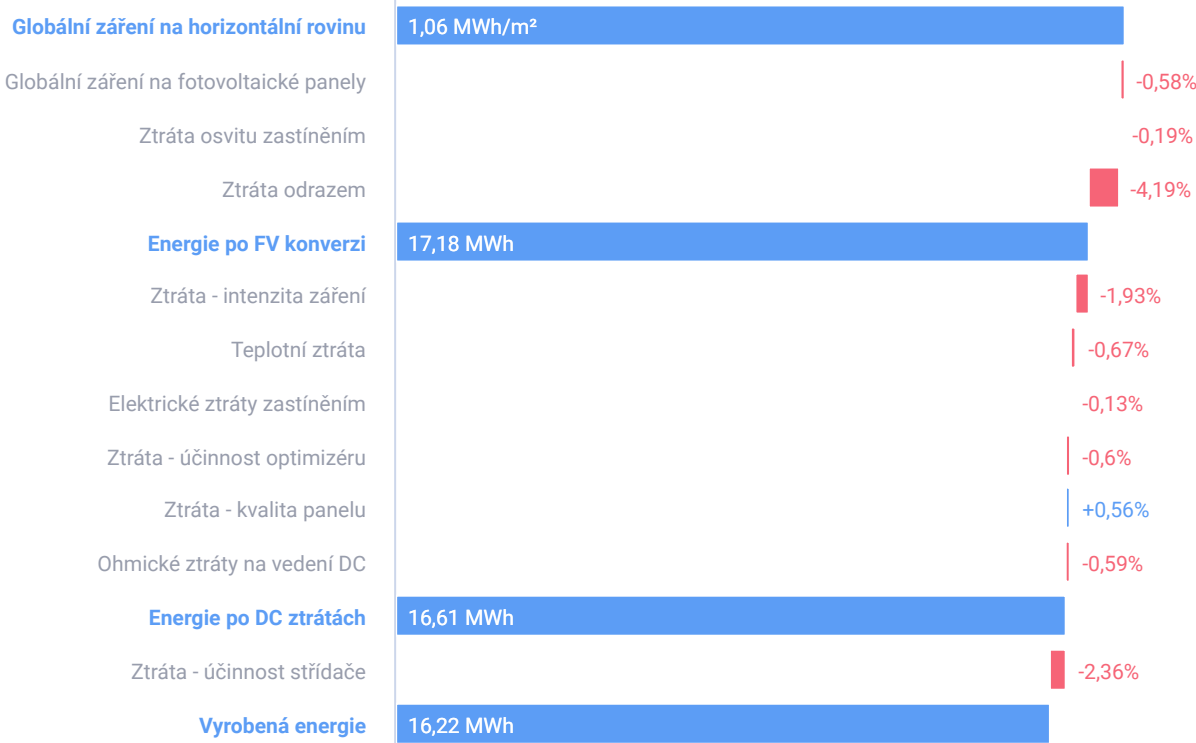 Globální záření na horizontální rovinu 1,06 MWh/m²
Globální záření na fotovoltaické panely -0,58%
Ztráta osvitu zastíněním -0,19%
Ztráta odrazem -4,19%
Energie po FV konverzi 17,18 MWh
Ztráta - intenzita záření -1,93%
Teplotní ztráta -0,67%
Elektrické ztráty zastíněním -0,13%
Ztráta - účinnost optimizéru -0,6%
Ztráta - kvalita panelu +0,56%
Ohmické ztráty na vedení DC -0,59%
Energie po DC ztrátách 16,61 MWh
Ztráta - účinnost střídače -2,36%
Vyrobená energie 16,22 MWh